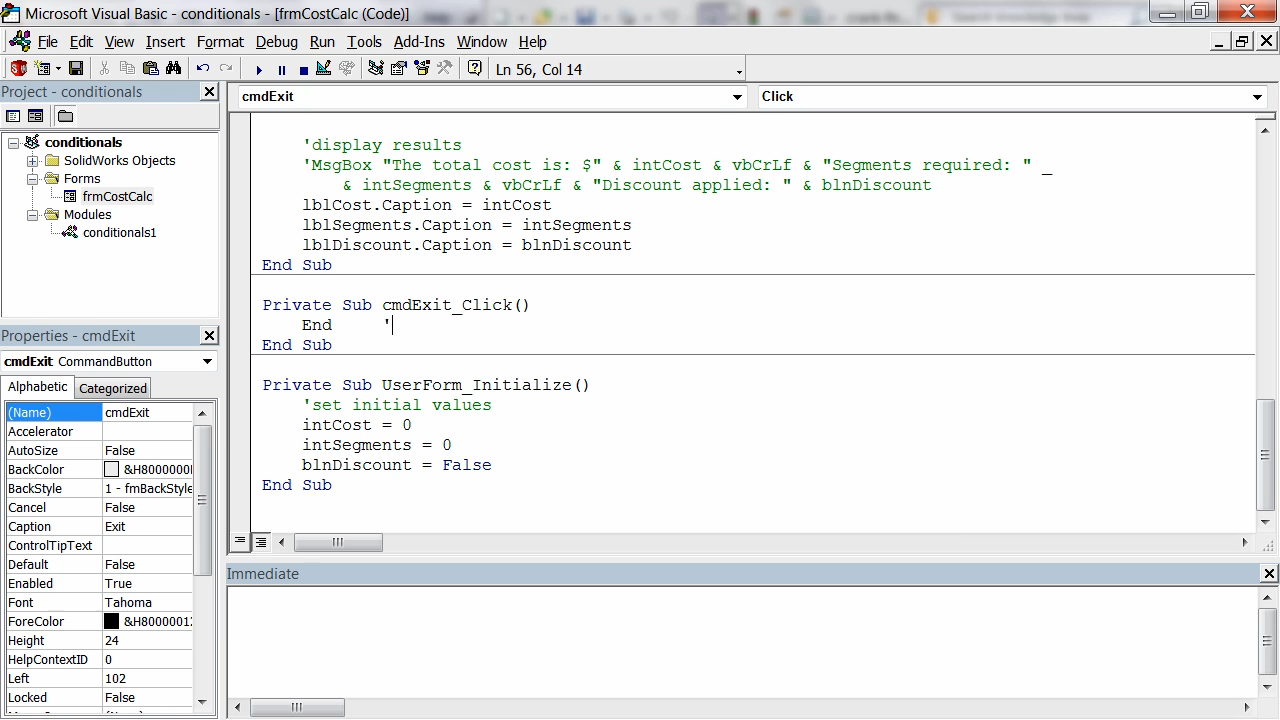 Microsoft Visual Basic - conditionals - [frmCostCalc (Code)]
File Edit View Insert Format Debug Run Tools Add-Ins Window Help
Ln 56, Col 14
Project - conditionals
conditionals
SolidWorks Objects
Forms
frmCostCalc
Modules
conditionals1
Properties - cmdExit
cmdExit CommandButton
Alphabetic Categorized
(Name) cmdExit
Accelerator
AutoSize False
BackColor &H8000000
BackStyle 1 - fmBackStyle
Cancel False
Caption Exit
ControlTipText
Default False
Enabled True
Font Tahoma
ForeColor &H8000001
Height 24
HelpContextID 0
Left 102
Locked False
cmdExit Click
'display results
'MsgBox "The total cost is: $" & intCost & vbCrLf & "Segments required: " _
& intSegments & vbCrLf & "Discount applied: " & blnDiscount
lblCost.Caption = intCost
lblSegments.Caption = intSegments
lblDiscount.Caption = blnDiscount
End Sub
Private Sub cmdExit_Click()
End '
End Sub
Private Sub UserForm_Initialize()
'set initial values
intCost = 0
intSegments = 0
blnDiscount = False
End Sub
Immediate